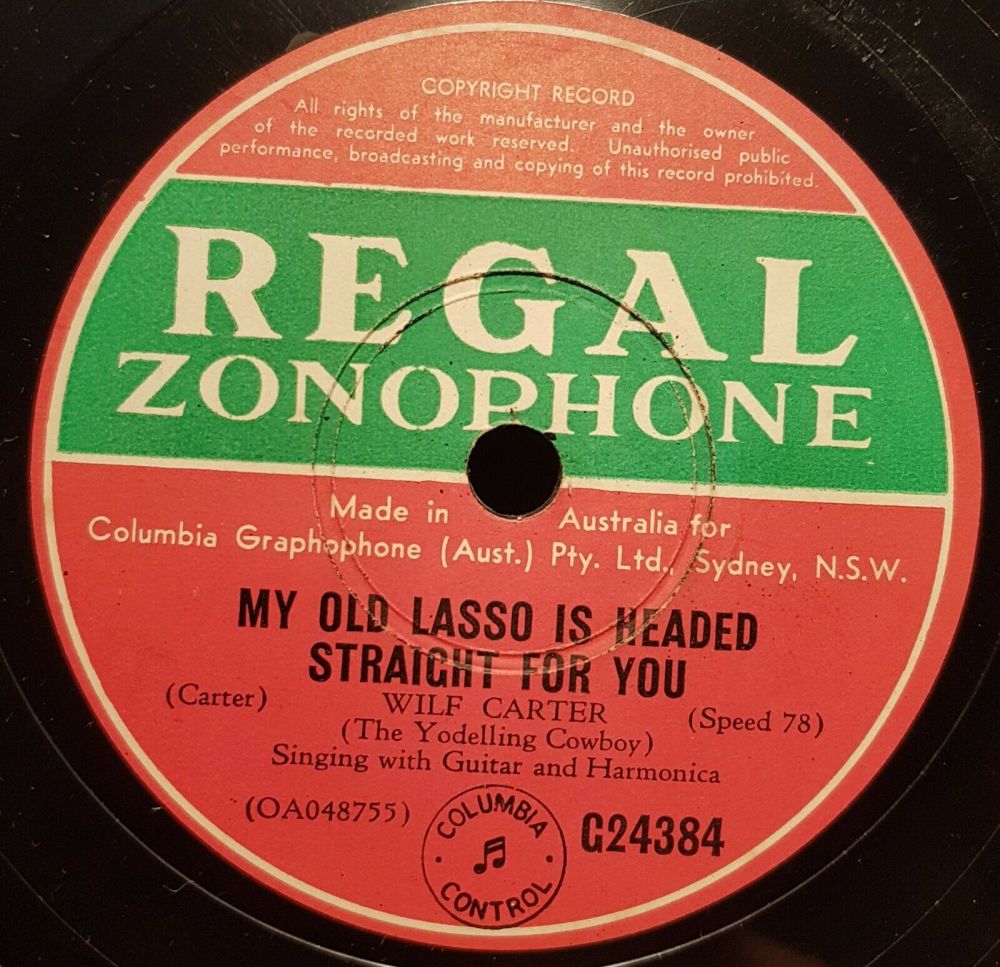 COPYRIGHT RECORD
All rights of the manufacturer and the owner
of the recorded work reserved. Unauthorised public
performance, broadcasting and copying of this record prohibited.
REGAL
ZONOPHONE
Made in Australia for
Columbia Graphophone (Aust.) Pty. Ltd., Sydney, N.S.W.
MY OLD LASSO IS HEADED
STRAIGHT FOR YOU
(Carter) WILF CARTER (Speed 78)
(The Yodelling Cowboy)
Singing with Guitar and Harmonica
(OA048755) G24384
COLUMBIA
CONTROL